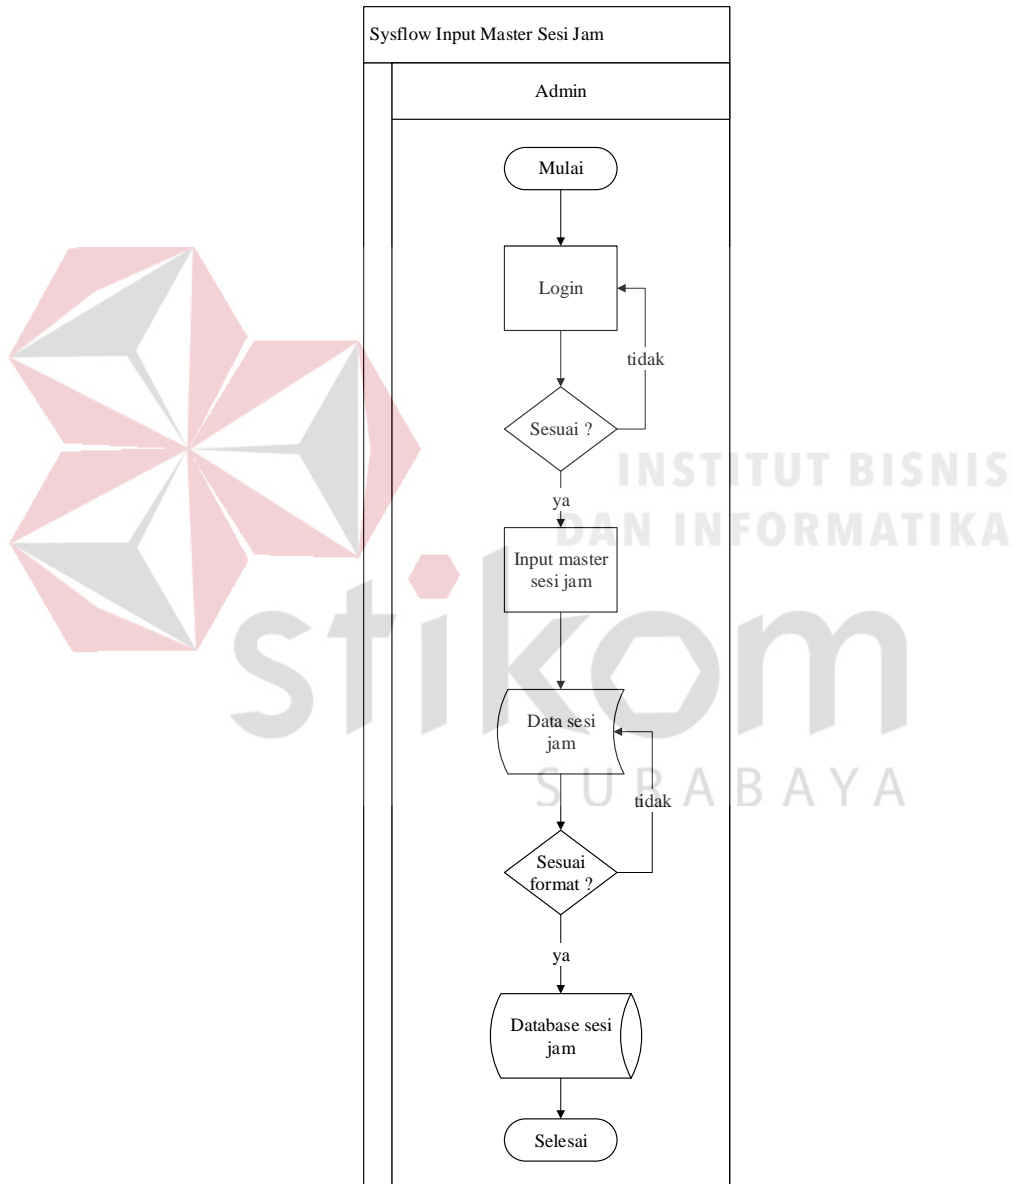 Sysflow Input Master Sesi Jam
Admin
Mulai
Login
tidak
Sesuai ?
ya
Input master
sesi jam
Data sesi
jam
tidak
Sesuai
format ?
ya
Database sesi
jam
Selesai
INSTITUT BISNIS
DAN INFORMATIKA
stikom
SURABAYA